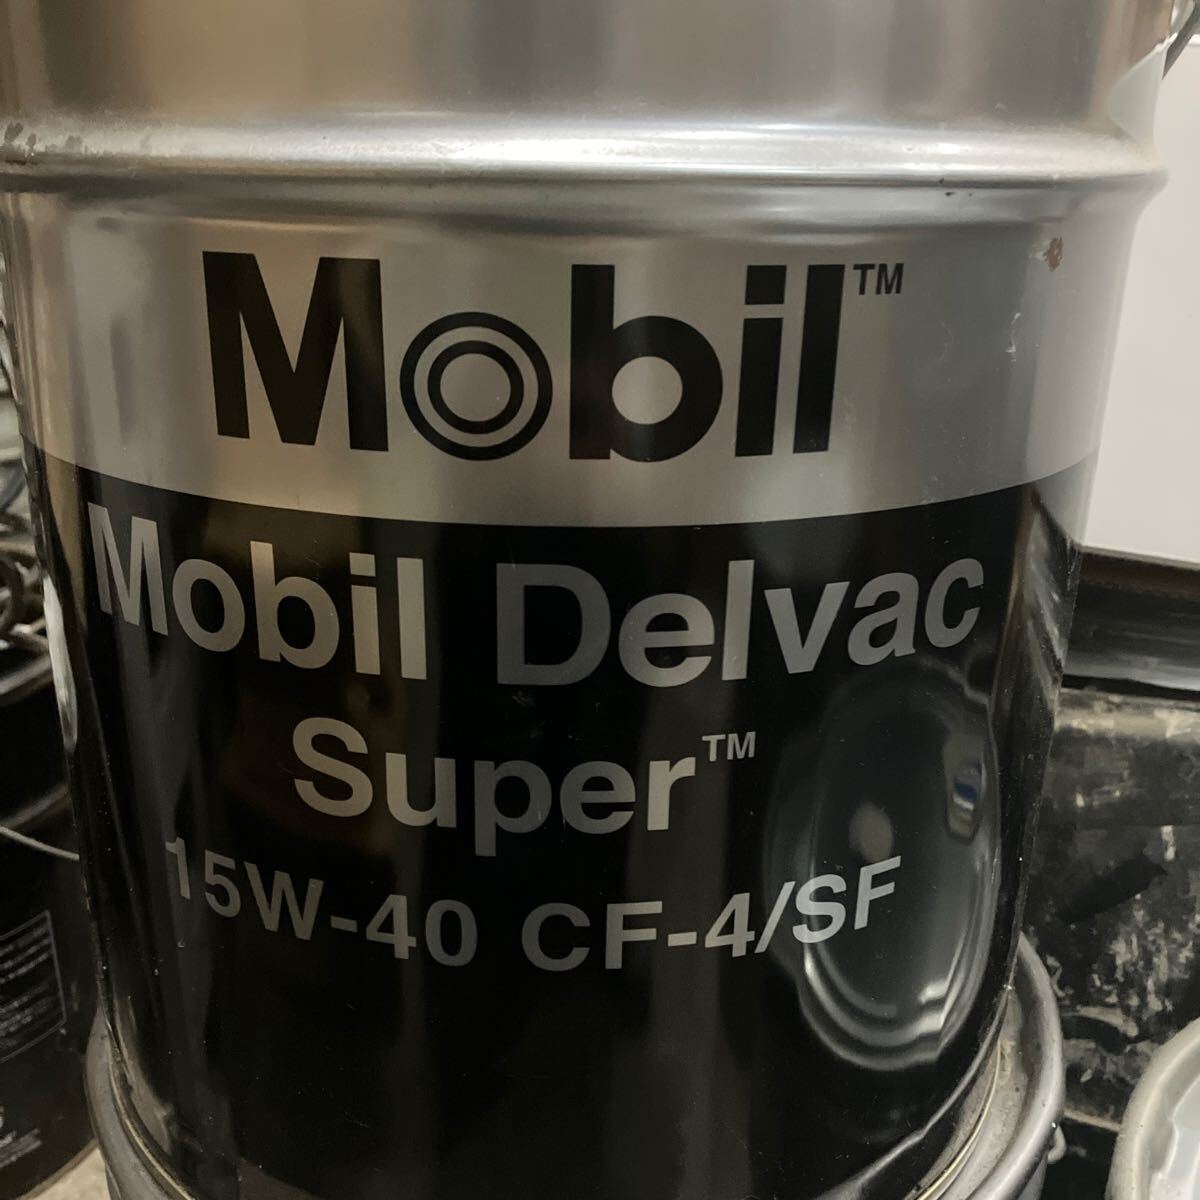 Mobil™
Mobil Delvac
Super™
15W-40 CF-4/SF